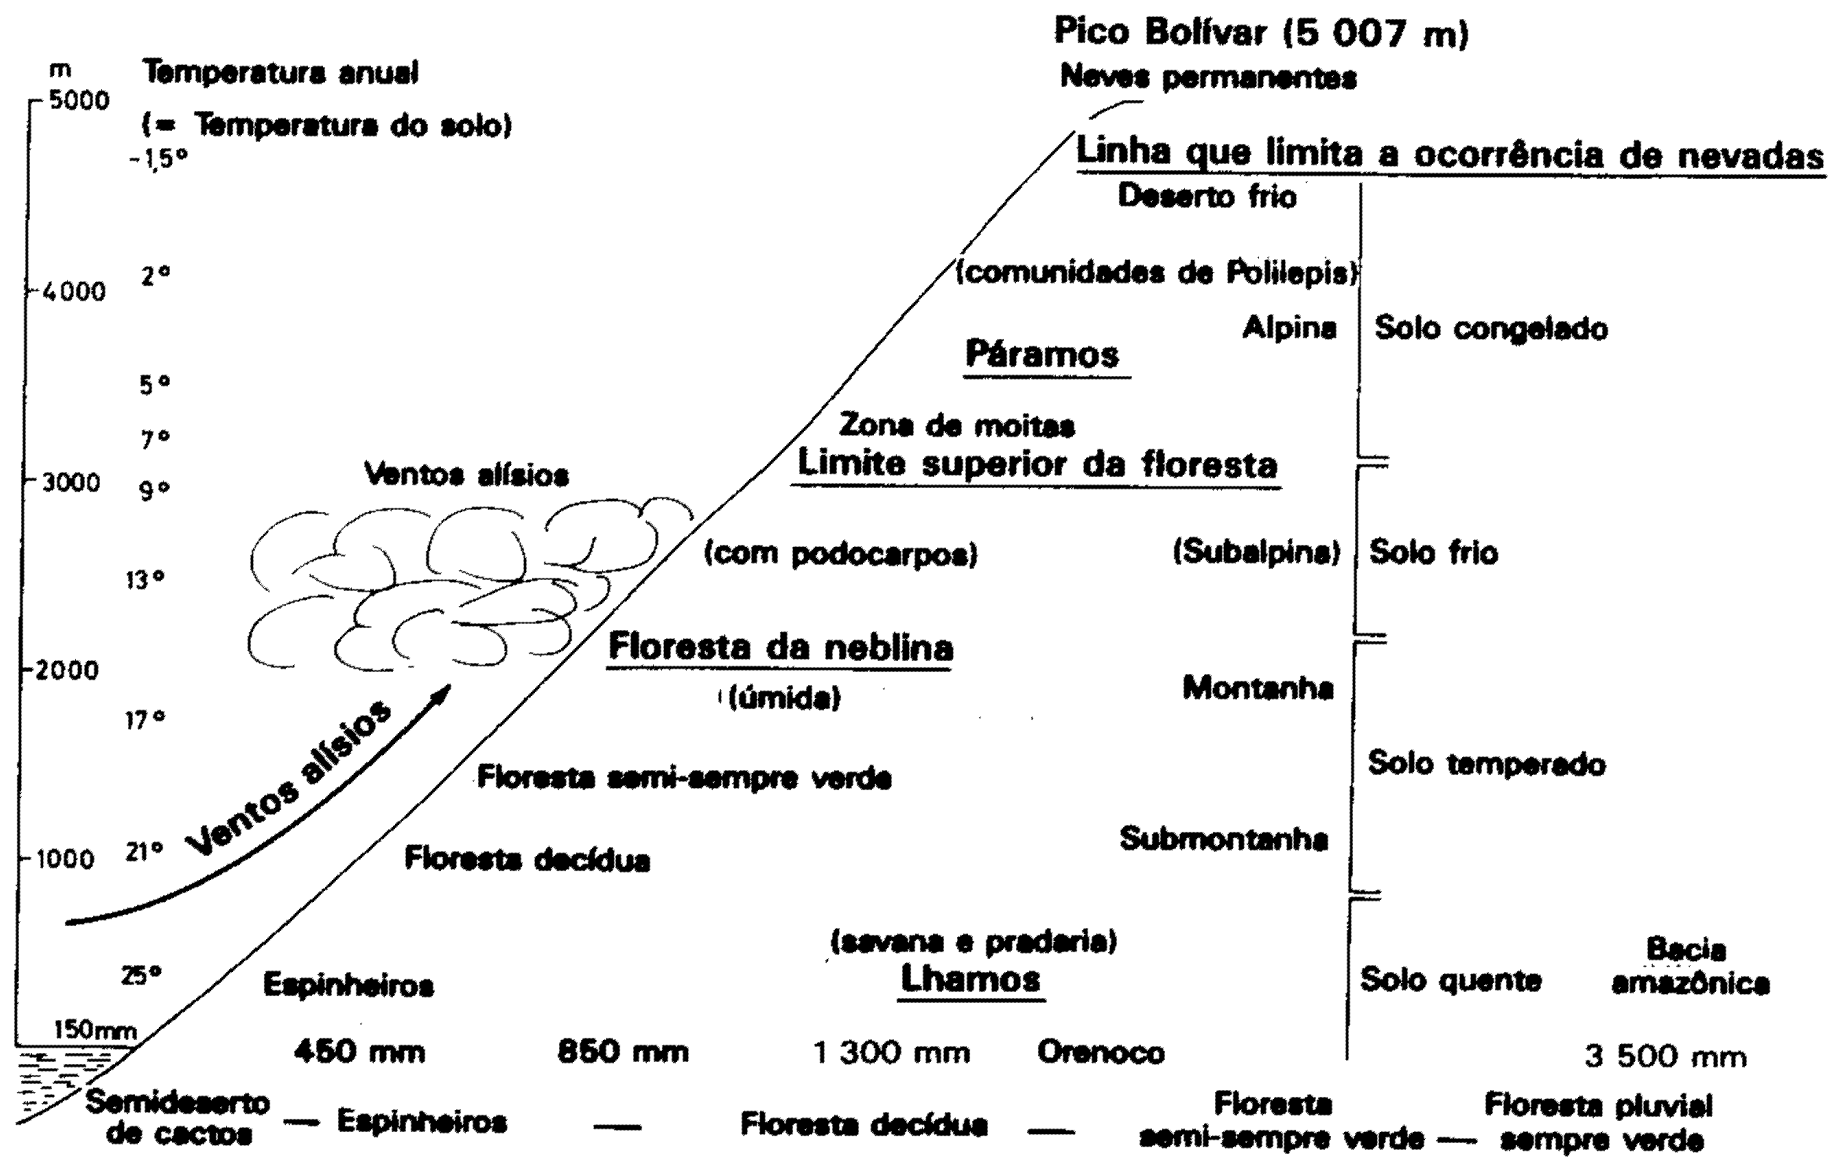 Pico Bolívar (5 007 m)
Neves permanentes
m
Temperatura anual
(= Temperatura do solo)
5000
-1,5°
Linha que limita a ocorrência de nevadas
Deserto frio
2°
4000
(comunidades de Polilepis)
Alpina
Solo congelado
Páramos
5°
Zona de moitas
7°
Limite superior da floresta
Ventos alísios
3000
9°
(com podocarpos)
(Subalpina)
Solo frio
13°
Floresta da neblina
2000
(úmida)
Montanha
17°
Ventos alísios
Floresta semi-sempre verde
Solo temperado
Submontanha
21°
1000
Floresta decídua
(savana e pradaria)
Lhamos
25°
Espinheiros
Solo quente
Bacia
amazônica
150mm
450 mm
850 mm
1 300 mm
Orenoco
3 500 mm
Semideserto
de cactos
— Espinheiros
— Floresta decídua
— Floresta
semi-sempre verde
— Floresta pluvial
sempre verde